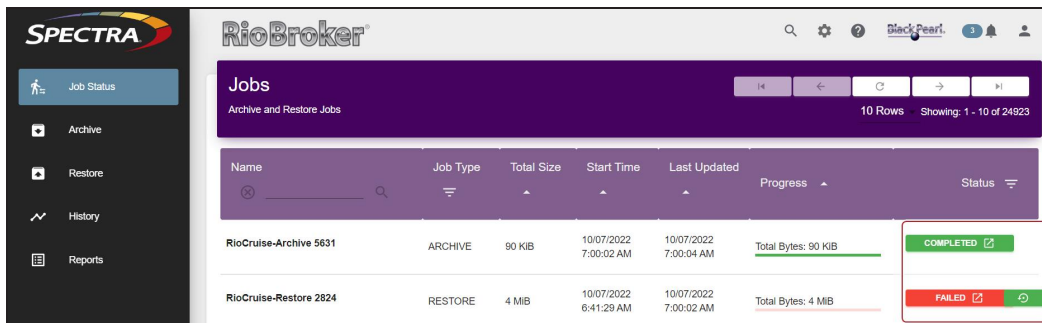 SPECTRA
RioBroker®
BlackPearl.
3
Job Status
Archive
Restore
History
Reports
Jobs
Archive and Restore Jobs
10 Rows
Showing: 1 - 10 of 24923
Name
Job Type
Total Size
Start Time
Last Updated
Progress
Status
RioCruise-Archive 5631
ARCHIVE
90 KiB
10/07/2022
7:00:02 AM
10/07/2022
7:00:04 AM
Total Bytes: 90 KiB
COMPLETED
RioCruise-Restore 2824
RESTORE
4 MiB
10/07/2022
6:41:29 AM
10/07/2022
7:00:02 AM
Total Bytes: 4 MiB
FAILED